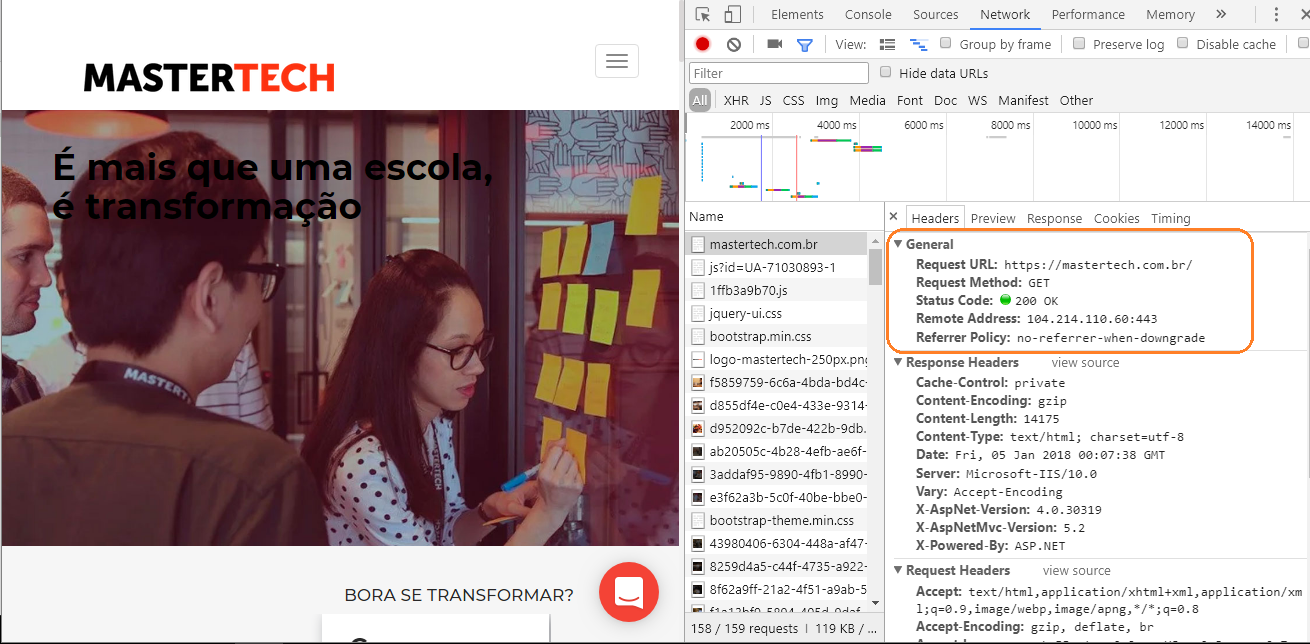 MASTERTECH
É mais que uma escola,
é transformação
MASTERT
MASTERTECH
BORA SE TRANSFORMAR?
Elements Console Sources Network Performance Memory
View: Group by frame Preserve log Disable cache
Filter Hide data URLs
All XHR JS CSS Img Media Font Doc WS Manifest Other
2000 ms 4000 ms 6000 ms 8000 ms 10000 ms 12000 ms 14000 ms
Name
mastertech.com.br
js?id=UA-71030893-1
1ffb3a9b70.js
jquery-ui.css
bootstrap.min.css
logo-mastertech-250px.png
f5859759-6c6a-4bda-bd4c-
d855df4e-c0e4-433e-9314-
d952092c-b7de-422b-9db.
ab20505c-4b28-4efb-ae6f-
3addaf95-9890-4fb1-8990-
e3f62a3b-5c0f-40be-bbe0-
bootstrap-theme.min.css
43980406-6304-448a-af47-
8259d4a5-c44f-4735-a922-
8f62a9ff-21a2-4f51-a9ab-5
158 / 159 requests | 119 KB / ...
Headers Preview Response Cookies Timing
General
Request URL: https://mastertech.com.br/
Request Method: GET
Status Code: 200 OK
Remote Address: 104.214.110.60:443
Referrer Policy: no-referrer-when-downgrade
Response Headers view source
Cache-Control: private
Content-Encoding: gzip
Content-Length: 14175
Content-Type: text/html; charset=utf-8
Date: Fri, 05 Jan 2018 00:07:38 GMT
Server: Microsoft-IIS/10.0
Vary: Accept-Encoding
X-AspNet-Version: 4.0.30319
X-AspNetMvc-Version: 5.2
X-Powered-By: ASP.NET
Request Headers view source
Accept: text/html,application/xhtml+xml,application/xm
l;q=0.9,image/webp,image/apng,*/*;q=0.8
Accept-Encoding: gzip, deflate, br